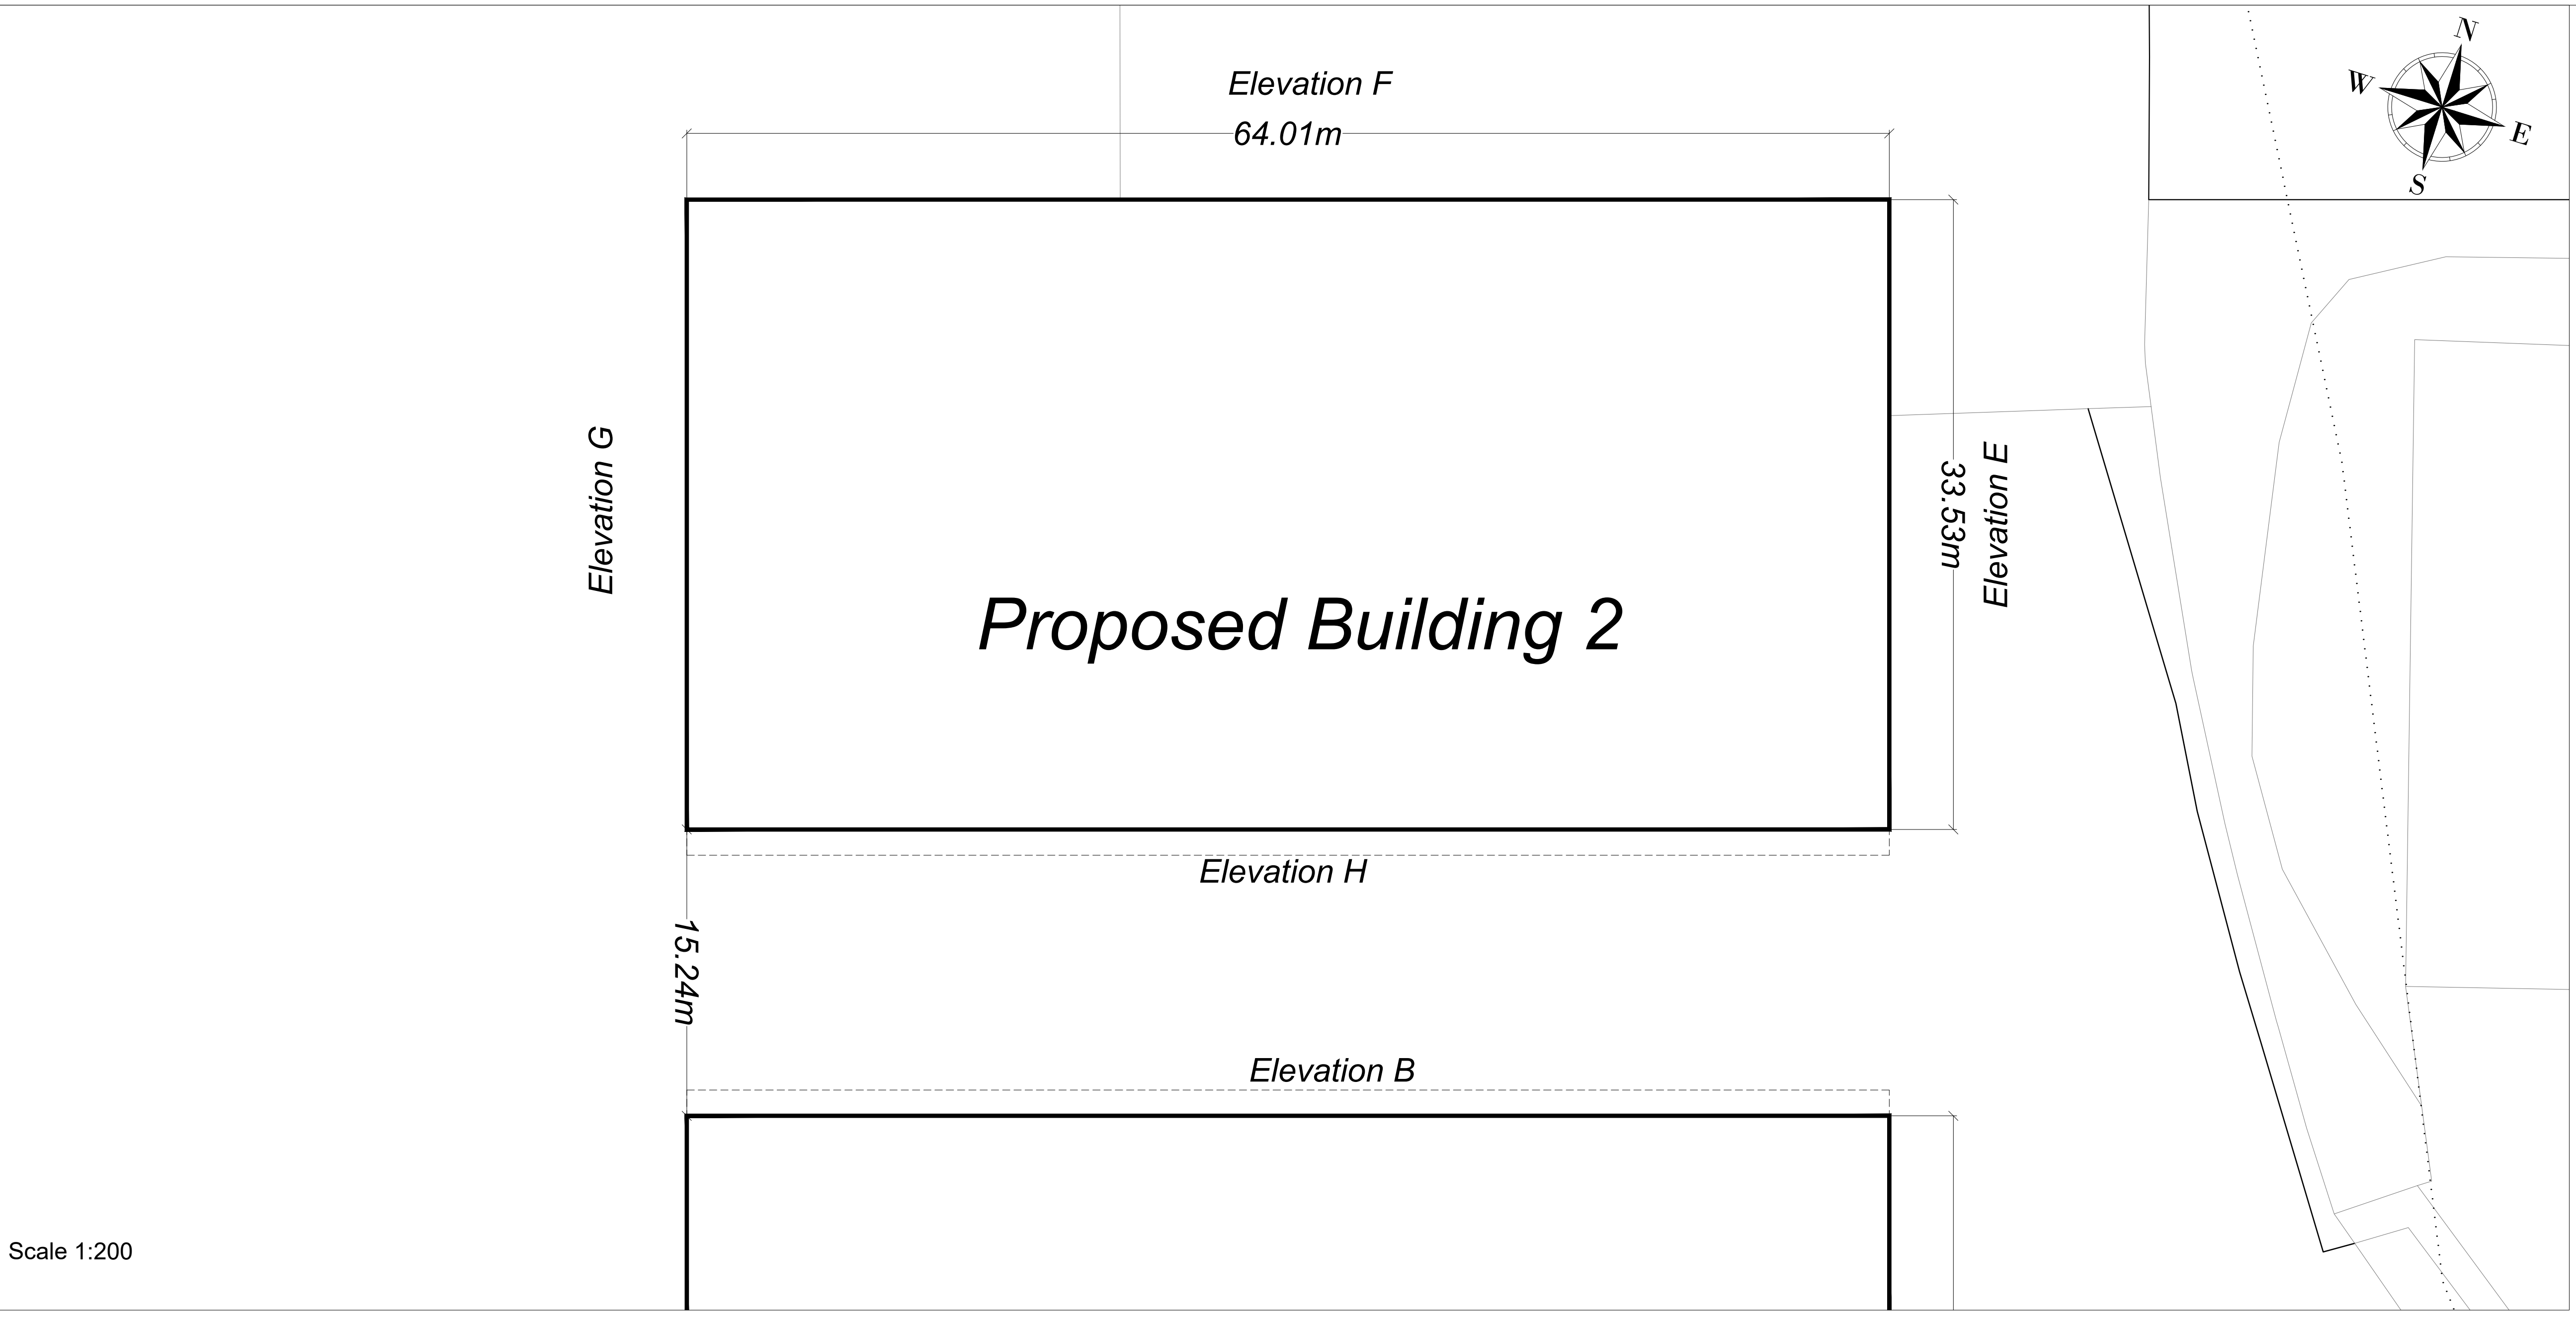 N
W
E
S
Elevation F
64.01m
Elevation G
33.53m
Elevation E
Proposed Building 2
Elevation H
15.24m
Elevation B
Scale 1:200